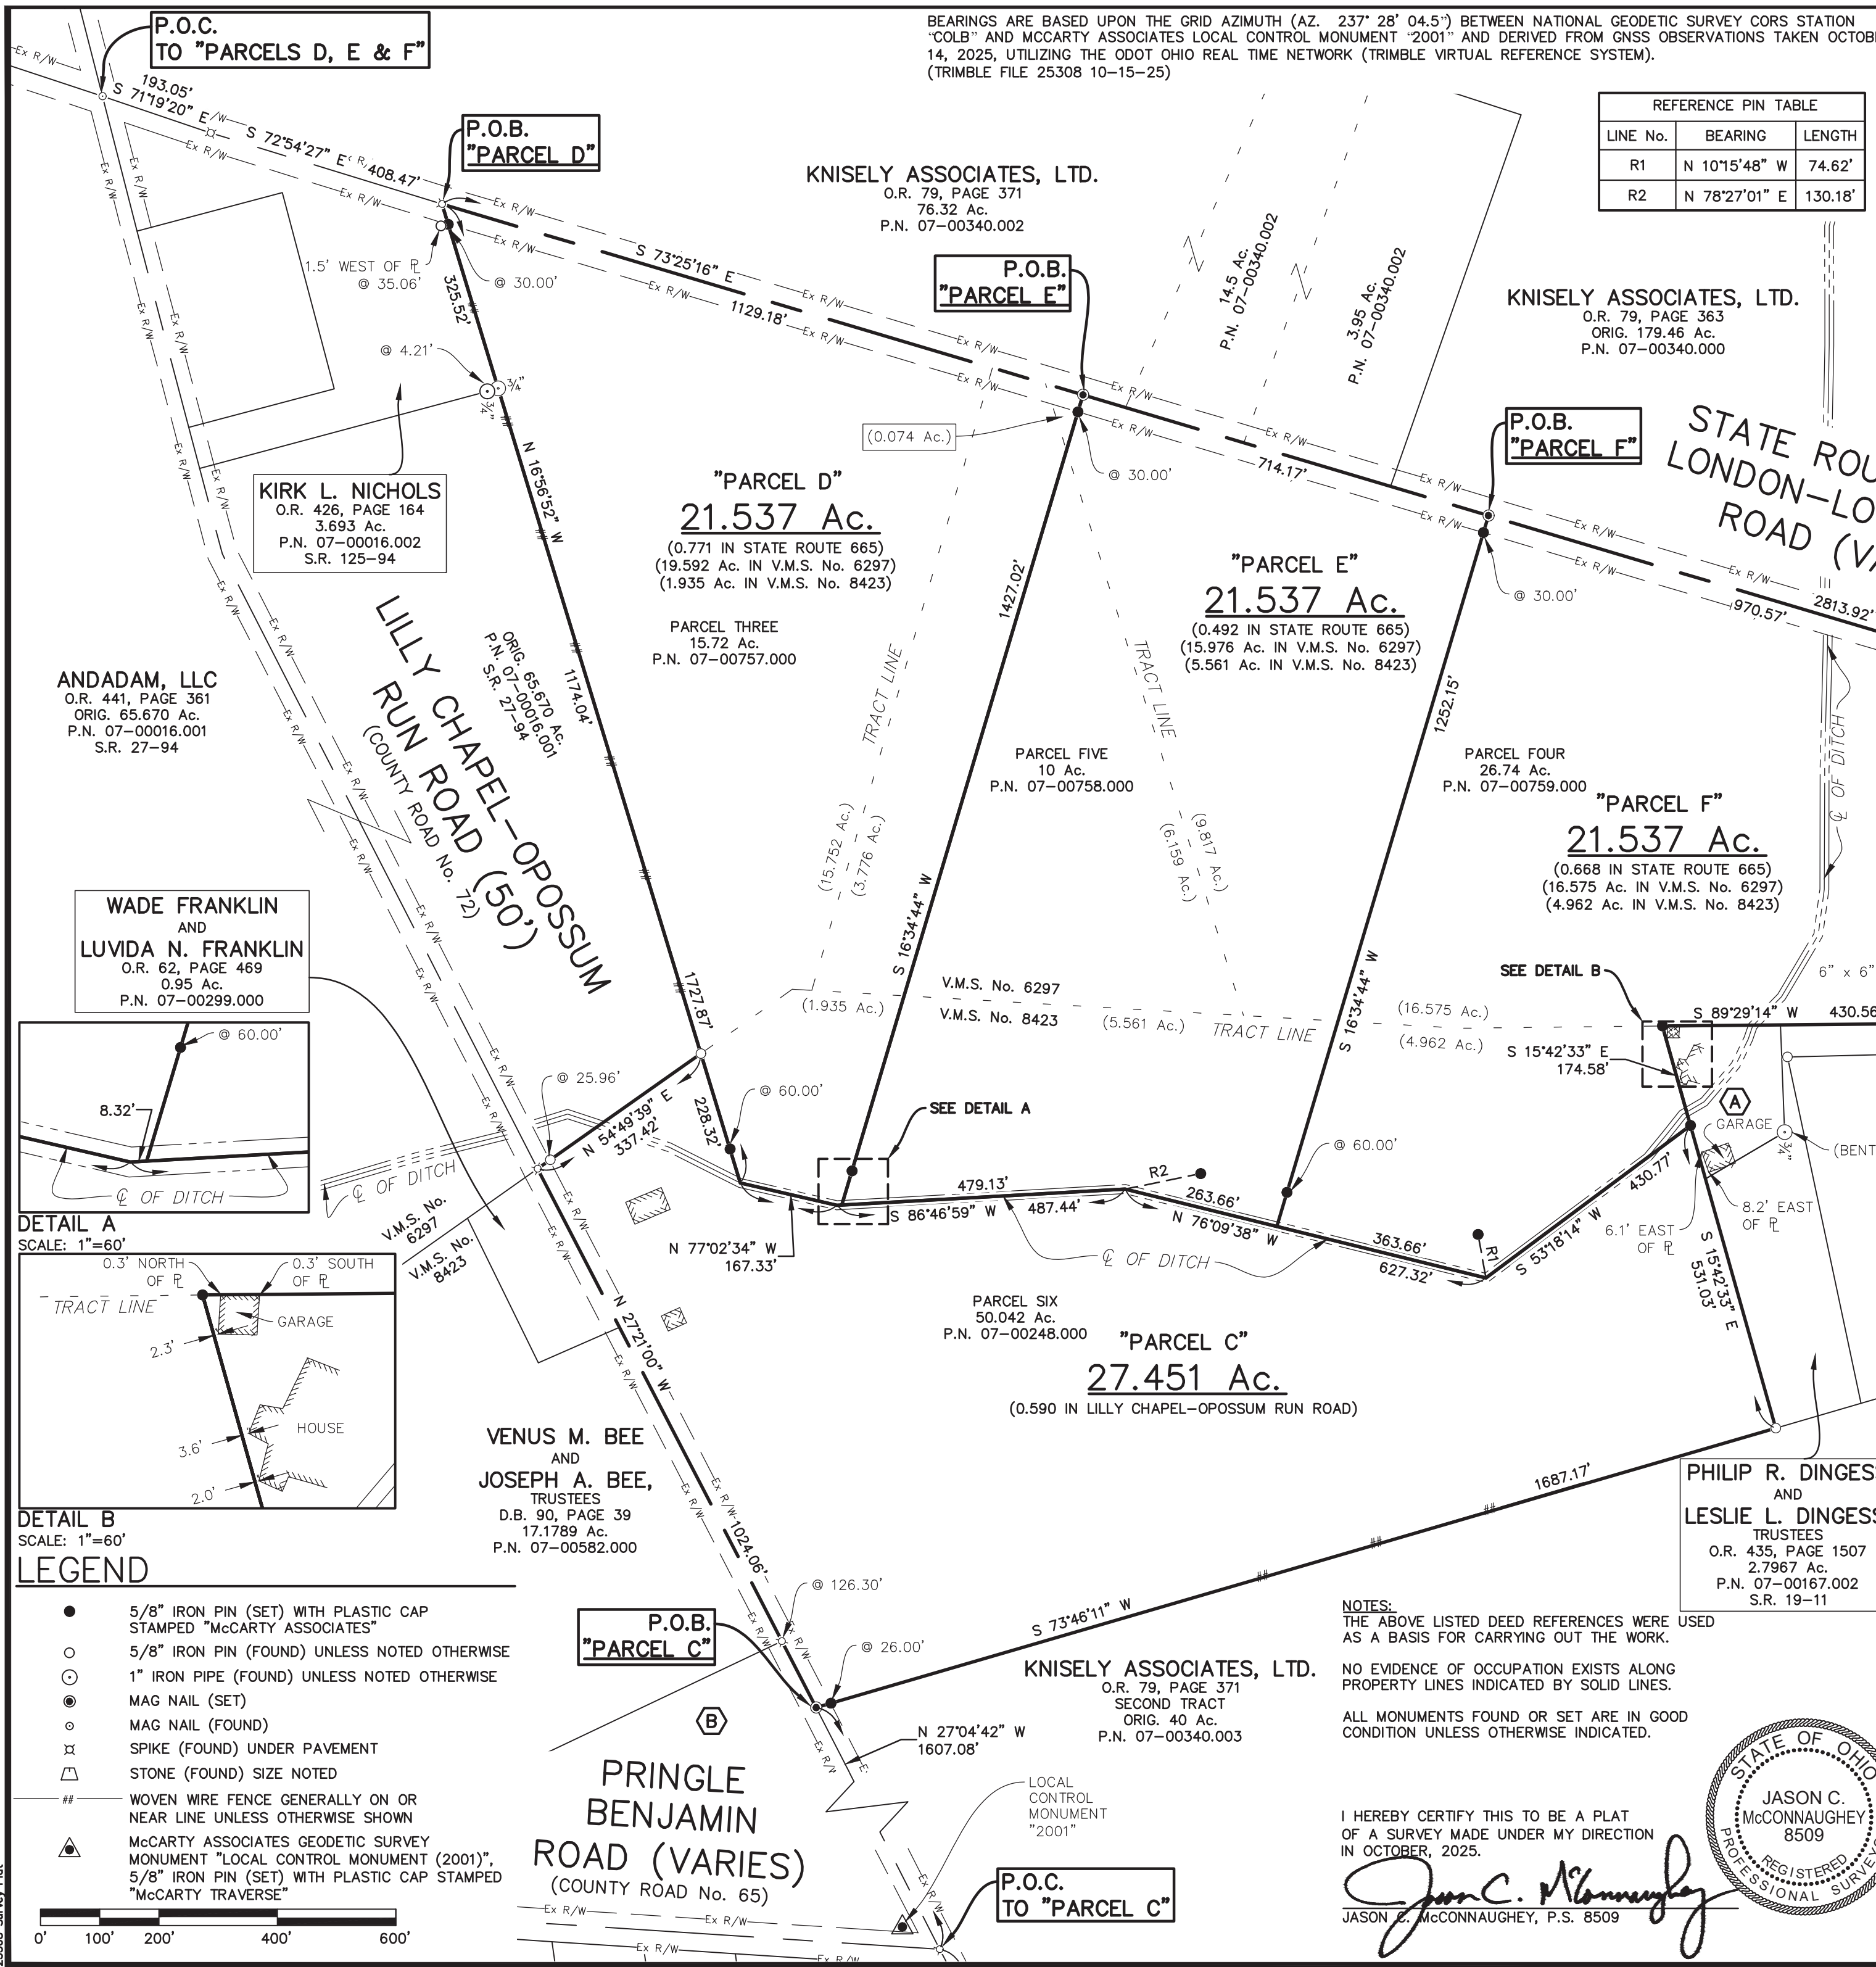 P.O.C.
TO "PARCELS D, E & F"
BEARINGS ARE BASED UPON THE GRID AZIMUTH (AZ. 237° 28' 04.5") BETWEEN NATIONAL GEODETIC SURVEY CORS STATION
"COLB" AND MCCARTY ASSOCIATES LOCAL CONTROL MONUMENT "2001" AND DERIVED FROM GNSS OBSERVATIONS TAKEN
14, 2025, UTILIZING THE ODOT OHIO REAL TIME NETWORK (TRIMBLE VIRTUAL REFERENCE SYSTEM).
(TRIMBLE FILE 25308 10-15-25)
REFERENCE PIN TABLE
LINE No. BEARING LENGTH
R1 N 10°15'48" W 74.62'
R2 N 78°27'01" E 130.18'
Ex R/W
193.05'
S 71°19'20" E
S 72°54'27" E
408.47'
P.O.B.
"PARCEL D"
KNISELY ASSOCIATES, LTD.
O.R. 79, PAGE 371
76.32 Ac.
P.N. 07-00340.002
14.5 Ac.
P.N. 07-00340.002
3.95 Ac.
P.N. 07-00340.002
KNISELY ASSOCIATES, LTD.
O.R. 79, PAGE 363
ORIG. 179.46 Ac.
P.N. 07-00340.000
1.5' WEST OF ℄
@ 35.06'
@ 30.00'
325.52'
S 73°25'16" E
1129.18'
P.O.B.
"PARCEL E"
@ 4.21'
3/4"
3/4"
(0.074 Ac.)
@ 30.00'
714.17'
P.O.B.
"PARCEL F"
@ 30.00'
STATE
LONDON-
ROAD
970.57'
2813.92'
KIRK L. NICHOLS
O.R. 426, PAGE 164
3.693 Ac.
P.N. 07-00016.002
S.R. 125-94
N 16°56'52" W
1174.04'
1727.87'
"PARCEL D"
21.537 Ac.
(0.771 IN STATE ROUTE 665)
(19.592 Ac. IN V.M.S. No. 6297)
(1.935 Ac. IN V.M.S. No. 8423)
PARCEL THREE
15.72 Ac.
P.N. 07-00757.000
1427.02'
S 16°34'44" W
TRACT LINE
TRACT LINE
"PARCEL E"
21.537 Ac.
(0.492 IN STATE ROUTE 665)
(15.976 Ac. IN V.M.S. No. 6297)
(5.561 Ac. IN V.M.S. No. 8423)
PARCEL FIVE
10 Ac.
P.N. 07-00758.000
1252.15'
S 16°34'44" W
PARCEL FOUR
26.74 Ac.
P.N. 07-00759.000
"PARCEL F"
21.537 Ac.
(0.668 IN STATE ROUTE 665)
(16.575 Ac. IN V.M.S. No. 6297)
(4.962 Ac. IN V.M.S. No. 8423)
℄ OF DITCH
ANDADAM, LLC
O.R. 441, PAGE 361
ORIG. 65.670 Ac.
P.N. 07-00016.001
S.R. 27-94
LILLY CHAPEL-OPOSSUM
RUN ROAD (50')
(COUNTY ROAD No. 72)
ORIG. 65.670 Ac.
P.N. 07-00016.001
S.R. 27-94
(15.752 Ac.)
(3.776 Ac.)
(9.817 Ac.)
(6.159 Ac.)
WADE FRANKLIN
AND
LUVIDA N. FRANKLIN
O.R. 62, PAGE 469
0.95 Ac.
P.N. 07-00299.000
(1.935 Ac.)
V.M.S. No. 6297
V.M.S. No. 8423
(5.561 Ac.)
TRACT LINE
(16.575 Ac.)
(4.962 Ac.)
SEE DETAIL B
6" x 6"
S 89°29'14" W 430.56
S 15°42'33" E
174.58'
A
GARAGE
3/4"
(BENT
8.2' EAST
OF ℄
6.1' EAST
OF ℄
@ 60.00'
8.32'
℄ OF DITCH
DETAIL A
SCALE: 1"=60'
@ 25.96'
N 54°49'39" E
337.42'
228.32'
@ 60.00'
SEE DETAIL A
℄ OF DITCH
V.M.S. No.
6297
V.M.S. No.
8423
N 77°02'34" W
167.33'
479.13'
S 86°46'59" W 487.44'
℄ OF DITCH
R2
263.66'
N 76°09'38" W
@ 60.00'
363.66'
627.32'
R1
S 53°18'14" W
430.77'
S 15°42'33" E
531.03'
0.3' NORTH
OF ℄
0.3' SOUTH
OF ℄
TRACT LINE
GARAGE
2.3'
HOUSE
3.6'
2.0'
DETAIL B
SCALE: 1"=60'
PARCEL SIX
50.042 Ac.
P.N. 07-00248.000
"PARCEL C"
27.451 Ac.
(0.590 IN LILLY CHAPEL-OPOSSUM RUN ROAD)
N 27°21'00" W
1024.06'
VENUS M. BEE
AND
JOSEPH A. BEE,
TRUSTEES
D.B. 90, PAGE 39
17.1789 Ac.
P.N. 07-00582.000
1687.17'
S 73°46'11" W
PHILIP R.
AND
LESLIE L.
TRUSTEES
O.R. 435, PAGE 1507
2.7967 Ac.
P.N. 07-00167.002
S.R. 19-11
LEGEND
5/8" IRON PIN (SET) WITH PLASTIC CAP
STAMPED "McCARTY ASSOCIATES"
5/8" IRON PIN (FOUND) UNLESS NOTED OTHERWISE
1" IRON PIPE (FOUND) UNLESS NOTED OTHERWISE
MAG NAIL (SET)
MAG NAIL (FOUND)
SPIKE (FOUND) UNDER PAVEMENT
STONE (FOUND) SIZE NOTED
WOVEN WIRE FENCE GENERALLY ON OR
NEAR LINE UNLESS OTHERWISE SHOWN
McCARTY ASSOCIATES GEODETIC SURVEY
MONUMENT "LOCAL CONTROL MONUMENT (2001)",
5/8" IRON PIN (SET) WITH PLASTIC CAP STAMPED
"McCARTY TRAVERSE"
0' 100' 200' 400' 600'
@ 126.30'
P.O.B.
"PARCEL C"
@ 26.00'
B
N 27°04'42" W
1607.08'
KNISELY ASSOCIATES, LTD.
O.R. 79, PAGE 371
SECOND TRACT
ORIG. 40 Ac.
P.N. 07-00340.003
PRINGLE
BENJAMIN
ROAD (VARIES)
(COUNTY ROAD No. 65)
LOCAL
CONTROL
MONUMENT
"2001"
P.O.C.
TO "PARCEL C"
NOTES:
THE ABOVE LISTED DEED REFERENCES WERE USED
AS A BASIS FOR CARRYING OUT THE WORK.
NO EVIDENCE OF OCCUPATION EXISTS ALONG
PROPERTY LINES INDICATED BY SOLID LINES.
ALL MONUMENTS FOUND OR SET ARE IN GOOD
CONDITION UNLESS OTHERWISE INDICATED.
I HEREBY CERTIFY THIS TO BE A PLAT
OF A SURVEY MADE UNDER MY DIRECTION
IN OCTOBER, 2025.
Jason C. McConnaughey
JASON C. McCONNAUGHEY, P.S. 8509
STATE OF OHIO
JASON C.
McCONNAUGHEY
8509
REGISTERED
PROFESSIONAL